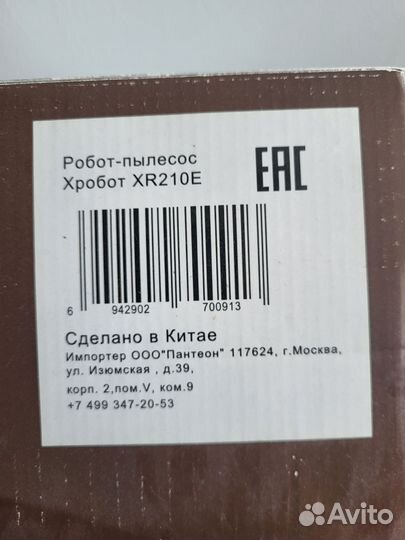 Робот-пылесос
Хробот XR210E
EAC
6 942902 700913
Сделано в Китае
Импортер ООО"Пантеон" 117624, г.Москва,
ул. Изюмская , д.39,
корп. 2,пом.V, ком.9
+7 499 347-20-53
Avito